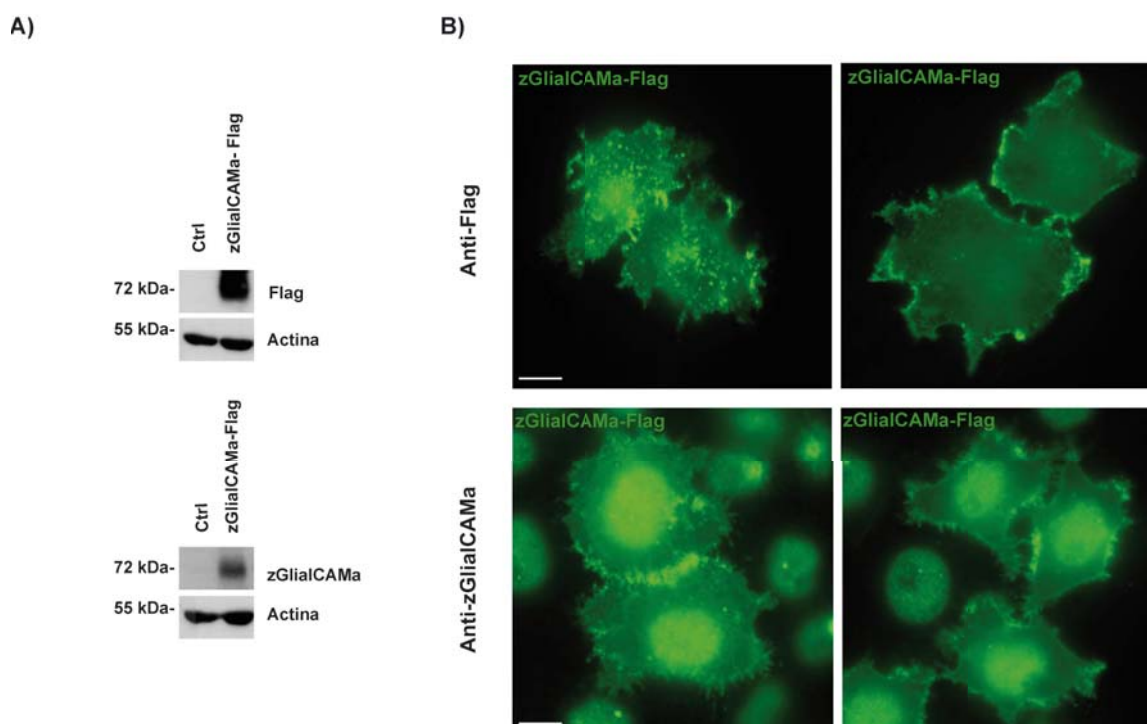 A)
B)
Ctrl
zGlialCAMa- Flag
72 kDa-
Flag
55 kDa-
Actina
Ctrl
zGlialCAMa-Flag
72 kDa-
zGlialCAMa
55 kDa-
Actina
Anti-Flag
zGlialCAMa-Flag
zGlialCAMa-Flag
Anti-zGlialCAMa
zGlialCAMa-Flag
zGlialCAMa-Flag